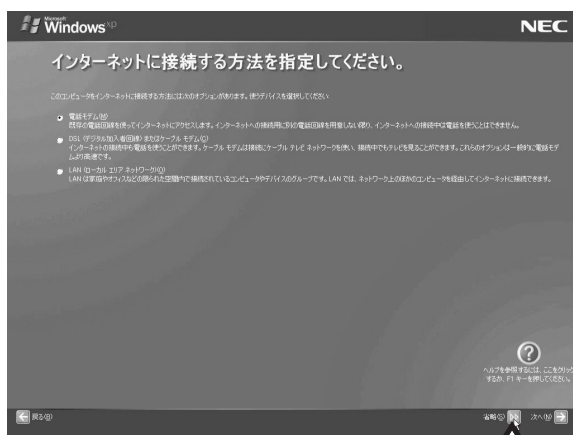 Microsoft
Windows xp
NEC
インターネットに接続する方法を指定してください。
このコンピュータをインターネットに接続する方法には次のオプションがあります。使うデバイスを選択してください:
電話モデム(M)
既存の電話回線を使ってインターネットにアクセスします。インターネットへの接続用に別の電話回線を用意しない限り、インターネットへの接続中は電話を使うことはできません。
DSL (デジタル加入者回線) またはケーブル モデム(C)
インターネットの接続中も電話を使うことができます。ケーブル モデムは接続にケーブル テレビ ネットワークを使い、接続中でもテレビを見ることができます。これらのオプションは一般的に電話モデ
ムより高速です。
LAN (ローカル エリア ネットワーク)(O)
LAN は家庭やオフィスなどの限られた空間内で接続されているコンピュータやデバイスのグループです。LAN では、ネットワーク上のほかのコンピュータを経由してインターネットに接続できます。
ヘルプを参照するには、ここをクリック
するか、F1 キーを押してください。
戻る(B)
省略(S)
次へ(N)